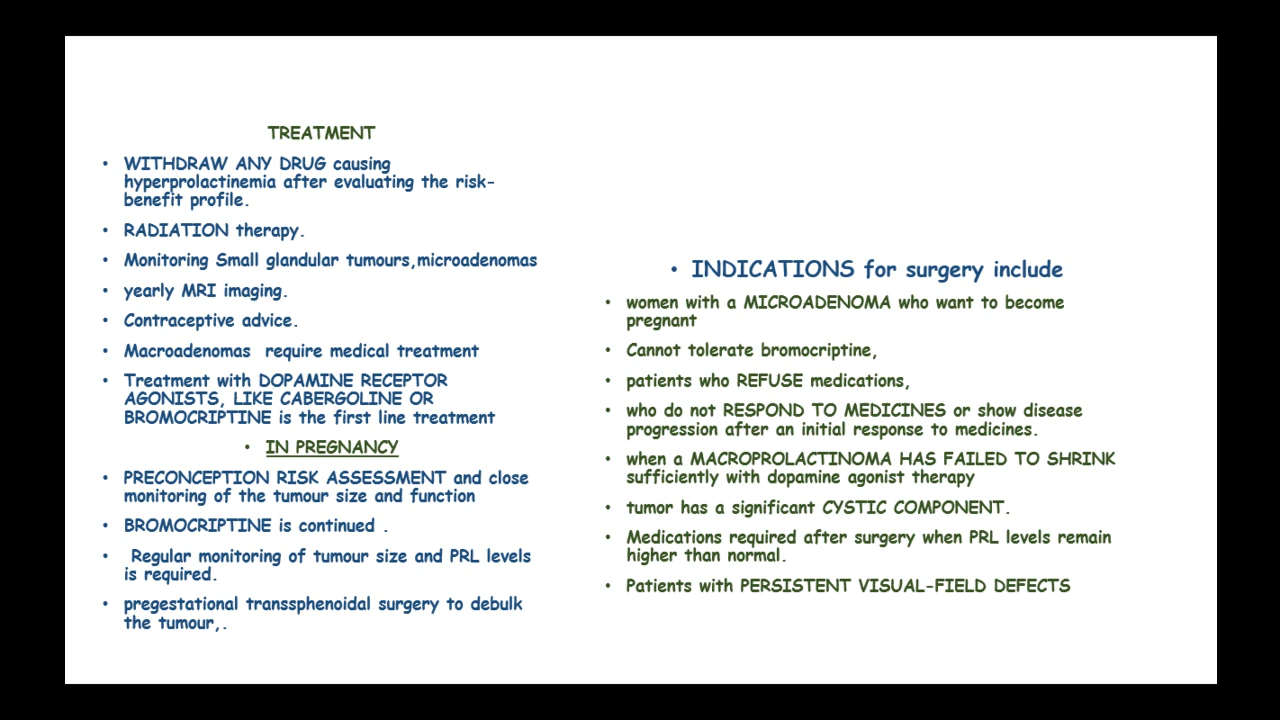 TREATMENT
• WITHDRAW ANY DRUG causing
hyperprolactinemia after evaluating the risk-
benefit profile.
• RADIATION therapy.
• Monitoring Small glandular tumours,microadenomas
• yearly MRI imaging.
• Contraceptive advice.
• Macroadenomas  require medical treatment
• Treatment with DOPAMINE RECEPTOR
AGONISTS, LIKE CABERGOLINE OR
BROMOCRIPTINE is the first line treatment
• IN PREGNANCY
• PRECONCEPTION RISK ASSESSMENT and close
monitoring of the tumour size and function
• BROMOCRIPTINE is continued .
• Regular monitoring of tumour size and PRL levels
is required.
• pregestational transsphenoidal surgery to debulk
the tumour,.
• INDICATIONS for surgery include
• women with a MICROADENOMA who want to become
pregnant
• Cannot tolerate bromocriptine,
• patients who REFUSE medications,
• who do not RESPOND TO MEDICINES or show disease
progression after an initial response to medicines.
• when a MACROPROLACTINOMA HAS FAILED TO SHRINK
sufficiently with dopamine agonist therapy
• tumor has a significant CYSTIC COMPONENT.
• Medications required after surgery when PRL levels remain
higher than normal.
• Patients with PERSISTENT VISUAL-FIELD DEFECTS